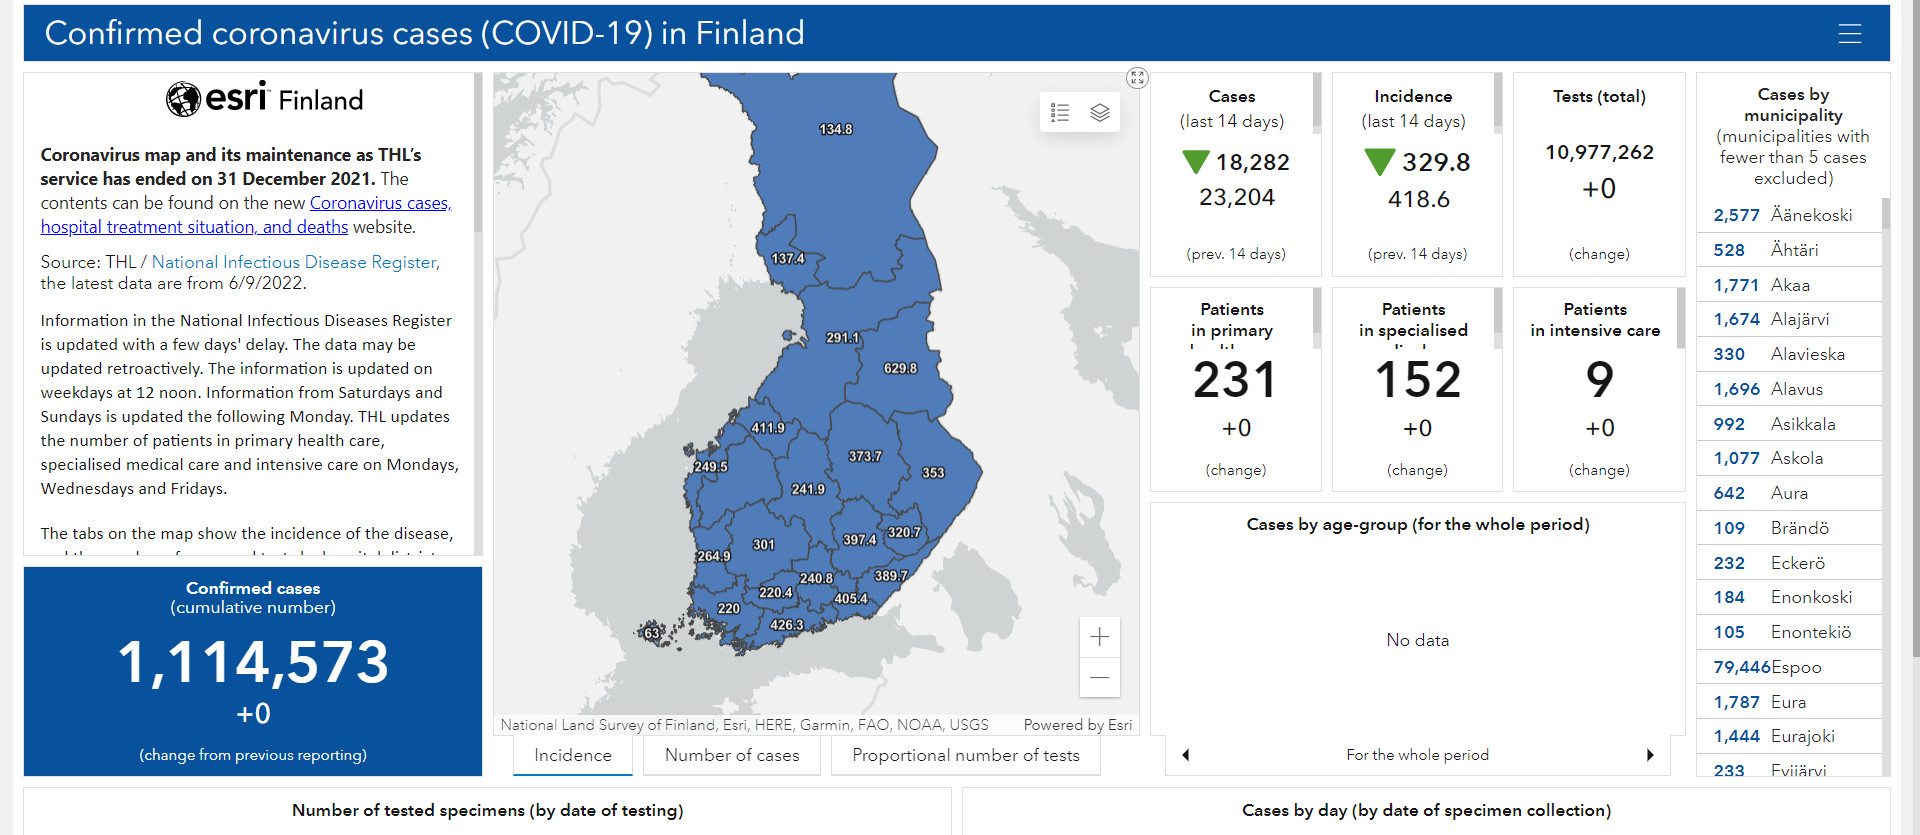 Confirmed coronavirus cases (COVID-19) in Finland
esri Finland
Coronavirus map and its maintenance as THL's
service has ended on 31 December 2021. The
contents can be found on the new Coronavirus cases,
hospital treatment situation, and deaths website.
Source: THL / National Infectious Disease Register,
the latest data are from 6/9/2022.
Information in the National Infectious Diseases Register
is updated with a few days' delay. The data may be
updated retroactively. The information is updated on
weekdays at 12 noon. Information from Saturdays and
Sundays is updated the following Monday. THL updates
the number of patients in primary health care,
specialised medical care and intensive care on Mondays,
Wednesdays and Fridays.
The tabs on the map show the incidence of the disease,
Confirmed cases
(cumulative number)
1,114,573
+0
(change from previous reporting)
134.8
137.4
291.1
629.8
411.9
249.5
373.7
353
241.9
301
397.4
320.7
264.9
240.8
389.7
220.4
405.4
220
426.3
63
National Land Survey of Finland, Esri, HERE, Garmin, FAO, NOAA, USGS
Powered by Esri
Incidence
Number of cases
Proportional number of tests
Cases
(last 14 days)
18,282
23,204
(prev. 14 days)
Incidence
(last 14 days)
329.8
418.6
(prev. 14 days)
Tests (total)
10,977,262
+0
(change)
Patients
in primary
231
+0
(change)
Patients
in specialised
152
+0
(change)
Patients
in intensive care
9
+0
(change)
Cases by age-group (for the whole period)
No data
For the whole period
Cases by
municipality
(municipalities with
fewer than 5 cases
excluded)
2,577 Äänekoski
528 Ähtäri
1,771 Akaa
1,674 Alajärvi
330 Alavieska
1,696 Alavus
992 Asikkala
1,077 Askola
642 Aura
109 Brändö
232 Eckerö
184 Enonkoski
105 Enontekiö
79,446 Espoo
1,787 Eura
1,444 Eurajoki
233 Evijärvi
Number of tested specimens (by date of testing)
Cases by day (by date of specimen collection)